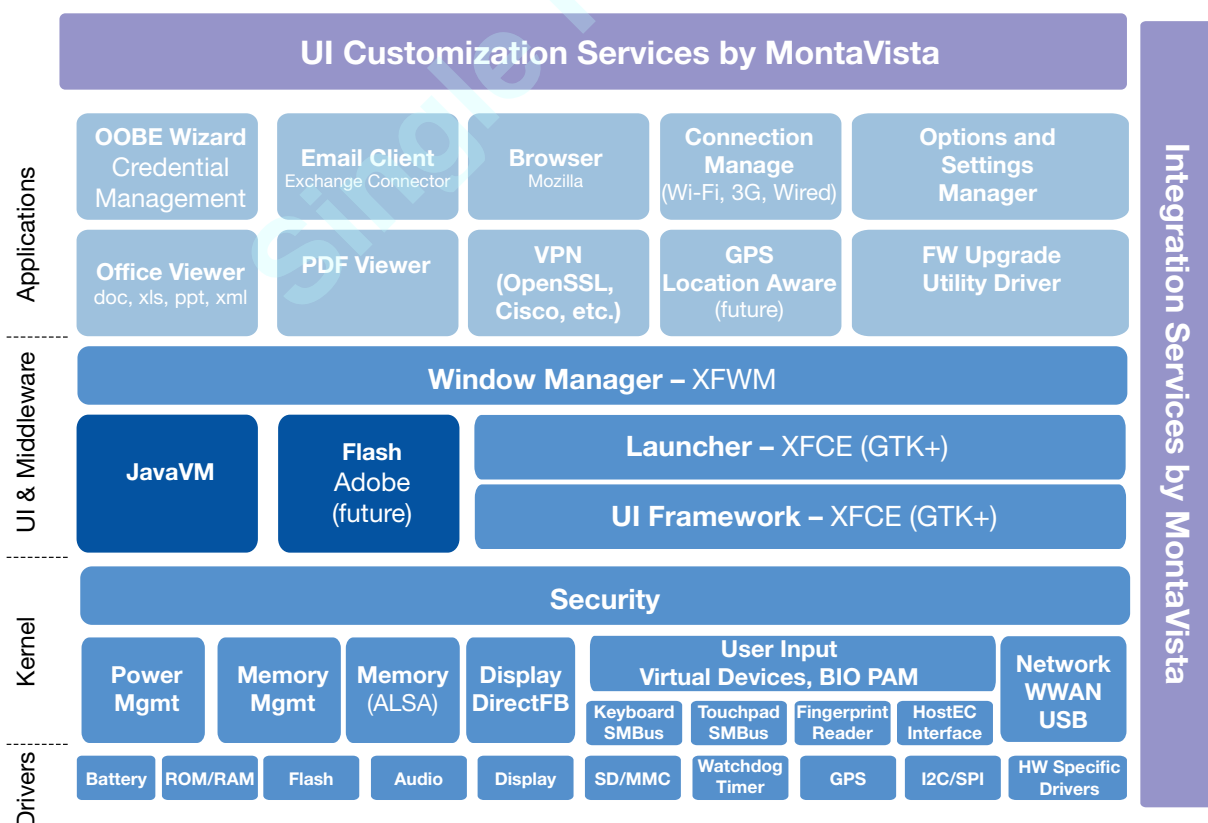 UI Customization Services by MontaVista
Integration Services by MontaVista
Applications
OOBE Wizard
Credential
Management
Email Client
Exchange Connector
Browser
Mozilla
Connection
Manage
(Wi-Fi, 3G, Wired)
Options and
Settings
Manager
Office Viewer
doc, xls, ppt, xml
PDF Viewer
VPN
(OpenSSL,
Cisco, etc.)
GPS
Location Aware
(future)
FW Upgrade
Utility Driver
UI & Middleware
Window Manager – XFWM
JavaVM
Flash
Adobe
(future)
Launcher – XFCE (GTK+)
UI Framework – XFCE (GTK+)
Kernel
Security
Power
Mgmt
Memory
Mgmt
Memory
(ALSA)
Display
DirectFB
User Input
Virtual Devices, BIO PAM
Keyboard
SMBus
Touchpad
SMBus
Fingerprint
Reader
HostEC
Interface
Network
WWAN
USB
Drivers
Battery
ROM/RAM
Flash
Audio
Display
SD/MMC
Watchdog
Timer
GPS
I2C/SPI
HW Specific
Drivers
Single